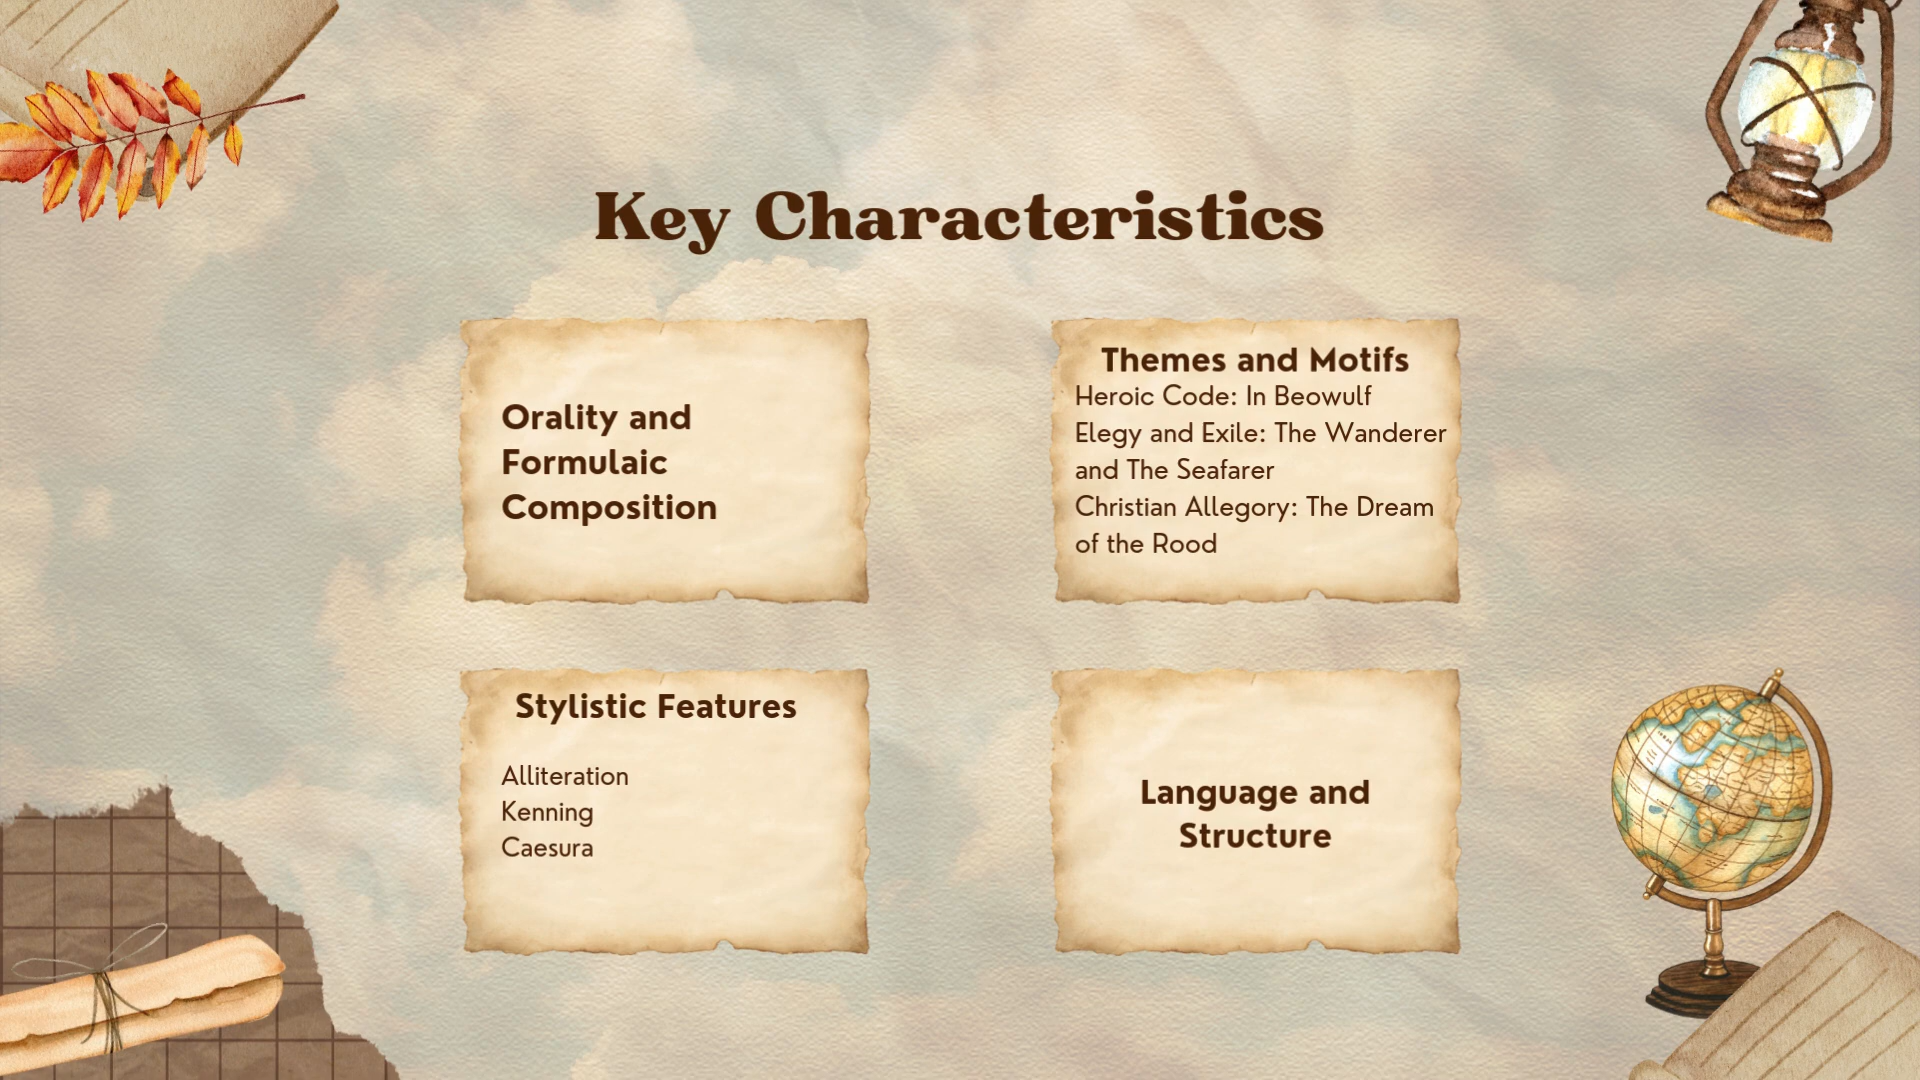 Key Characteristics
Orality and
Formulaic
Composition
Themes and Motifs
Heroic Code: In Beowulf
Elegy and Exile: The Wanderer
and The Seafarer
Christian Allegory: The Dream
of the Rood
Stylistic Features
Alliteration
Kenning
Caesura
Language and
Structure